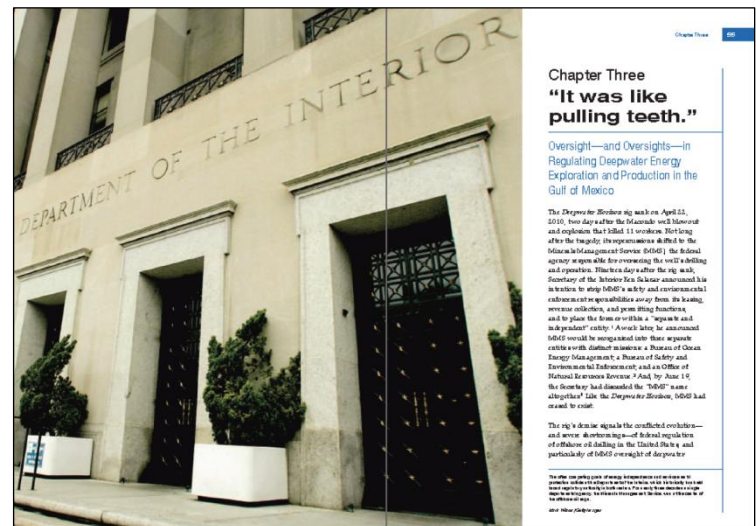 DEPARTMENT OF THE INTERIOR
Chapter Three 55
Chapter Three
“It was like
pulling teeth.”
Oversight—and Oversights—in
Regulating Deepwater Energy
Exploration and Production in the
Gulf of Mexico
The Deepwater Horizon rig sank on April 22,
2010, two days after the Macondo well blowout
and explosion that killed 11 workers. Not long
after the tragedy, its repercussions shifted to the
Minerals Management Service (MMS), the federal
agency responsible for overseeing the well’s drilling
and operation. Nineteen days after the rig sank,
Secretary of the Interior Ken Salazar announced his
intention to strip MMS’s safety and environmental
enforcement responsibilities away from its leasing,
revenue collection, and permitting functions,
and to place the former within a “separate and
independent” entity.1 A week later, he announced
MMS would be reorganized into three separate
entities with distinct missions: a Bureau of Ocean
Energy Management; a Bureau of Safety and
Environmental Enforcement; and an Office of
Natural Resources Revenue.2 And, by June 19,
the Secretary had discarded the “MMS” name
altogether.3 Like the Deepwater Horizon, MMS had
ceased to exist.
The rig’s demise signals the conflicted evolution—
and severe shortcomings—of federal regulation
of offshore oil drilling in the United States, and
particularly of MMS oversight of deepwater